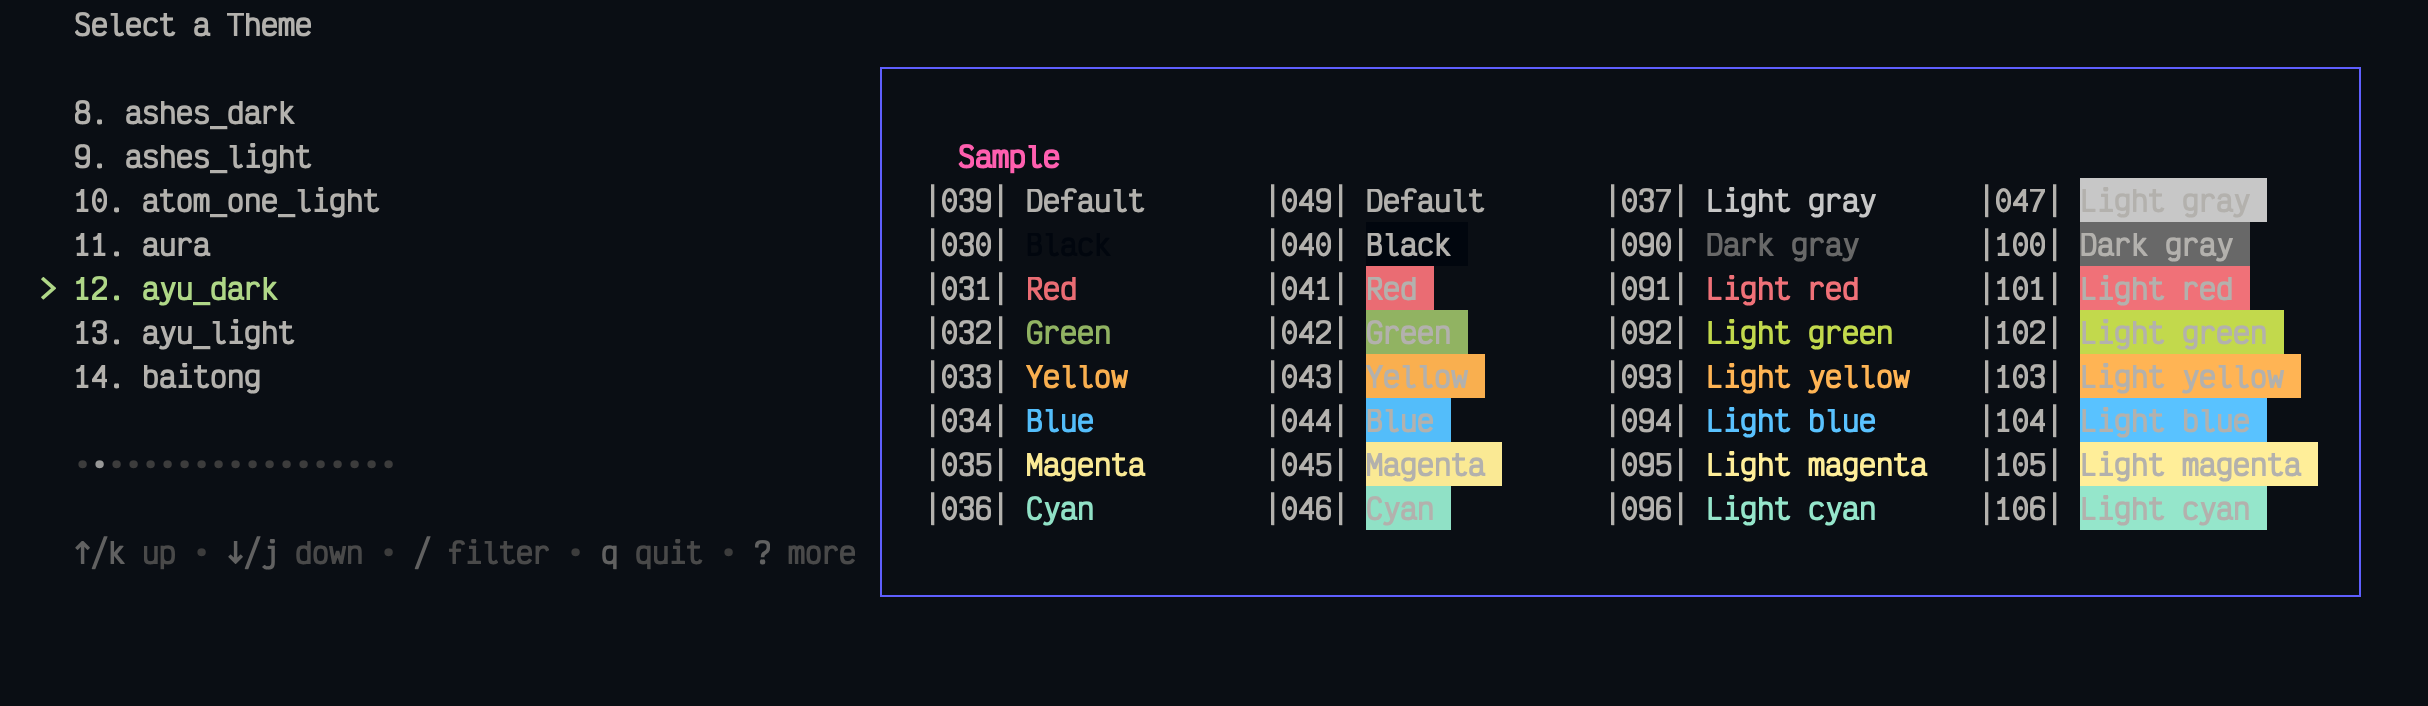 Select a Theme
8. ashes_dark
9. ashes_light
10. atom_one_light
11. aura
> 12. ayu_dark
13. ayu_light
14. baitong
↑/k up • ↓/j down • / filter • q quit • ? more
Sample
|039| Default |049| Default |037| Light gray |047| Light gray
|030| Black |040| Black |090| Dark gray |100| Dark gray
|031| Red |041| Red |091| Light red |101| Light red
|032| Green |042| Green |092| Light green |102| Light green
|033| Yellow |043| Yellow |093| Light yellow |103| Light yellow
|034| Blue |044| Blue |094| Light blue |104| Light blue
|035| Magenta |045| Magenta |095| Light magenta |105| Light magenta
|036| Cyan |046| Cyan |096| Light cyan |106| Light cyan